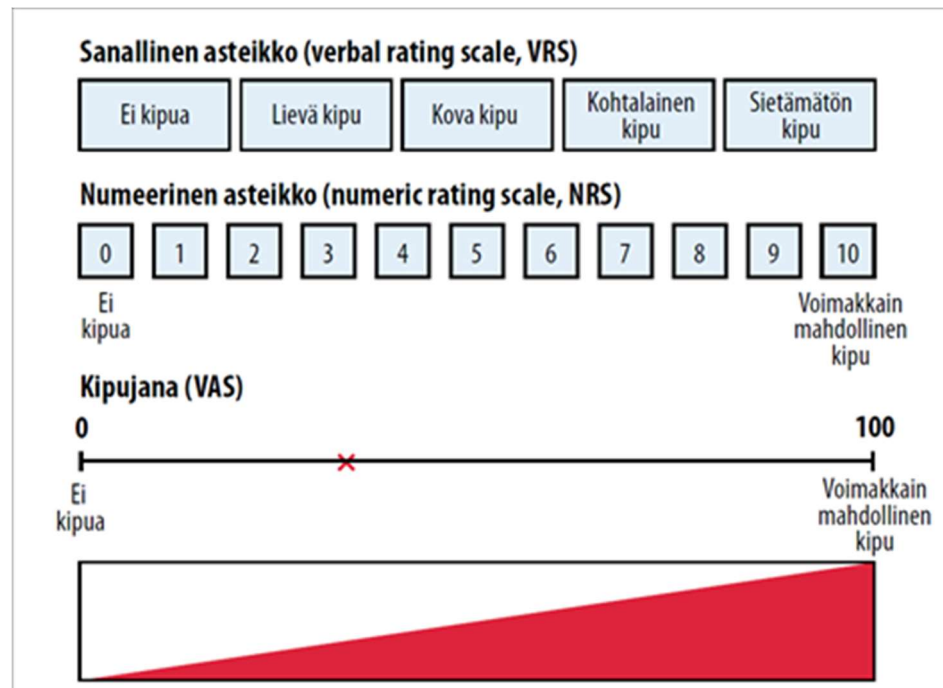 Sanallinen asteikko (verbal rating scale, VRS)
Ei kipua
Lievä kipu
Kova kipu
Kohtalainen
kipu
Sietämätön
kipu
Numeerinen asteikko (numeric rating scale, NRS)
0 1 2 3 4 5 6 7 8 9 10
Ei
kipua
Voimakkain
mahdollinen
kipu
Kipujana (VAS)
0 100
Ei
kipua
Voimakkain
mahdollinen
kipu